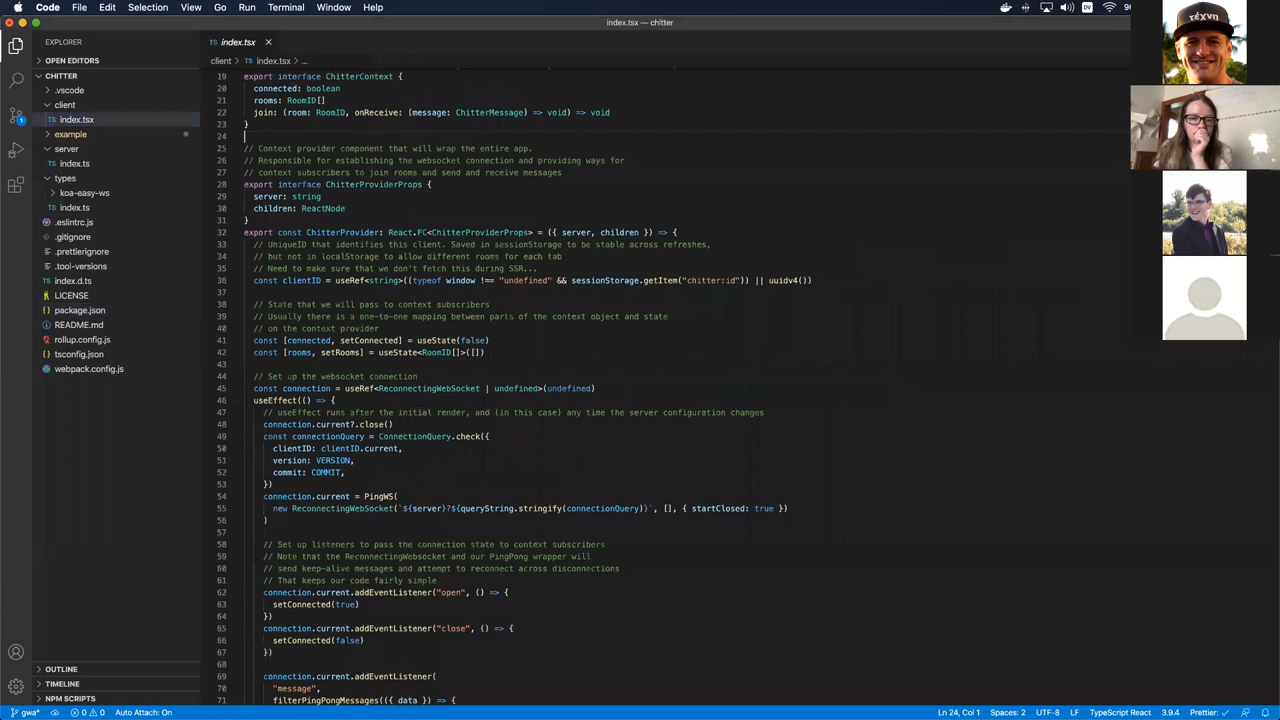 Code File Edit Selection View Go Run Terminal Window Help
index.tsx — chitter
EXPLORER
OPEN EDITORS
CHITTER
.vscode
client
index.tsx
example
server
index.ts
types
koa-easy-ws
index.ts
.eslintrc.js
.gitignore
.prettierignore
.tool-versions
index.d.ts
LICENSE
package.json
README.md
rollup.config.js
tsconfig.json
webpack.config.js
OUTLINE
TIMELINE
NPM SCRIPTS
TS index.tsx
client > index.tsx > ...
19 export interface ChitterContext {
20 connected: boolean
21 rooms: RoomID[]
22 join: (room: RoomID, onReceive: (message: ChitterMessage) => void) => void
23 }
24
25 // Context provider component that will wrap the entire app.
26 // Responsible for establishing the websocket connection and providing ways for
27 // context subscribers to join rooms and send and receive messages
28 export interface ChitterProviderProps {
29 server: string
30 children: ReactNode
31 }
32 export const ChitterProvider: React.FC<ChitterProviderProps> = ({ server, children }) => {
33 // UniqueID that identifies this client. Saved in sessionStorage to be stable across refreshes,
34 // but not in localStorage to allow different rooms for each tab
35 // Need to make sure that we don't fetch this during SSR...
36 const clientID = useRef<string>((typeof window !== "undefined" && sessionStorage.getItem("chitter:id")) || uuidv4())
37
38 // State that we will pass to context subscribers
39 // Usually there is a one-to-one mapping between parts of the context object and state
40 // on the context provider
41 const [connected, setConnected] = useState(false)
42 const [rooms, setRooms] = useState<RoomID[]>([])
43
44 // Set up the websocket connection
45 const connection = useRef<ReconnectingWebSocket | undefined>(undefined)
46 useEffect(() => {
47 // useEffect runs after the initial render, and (in this case) any time the server configuration changes
48 connection.current?.close()
49 const connectionQuery = ConnectionQuery.check({
50 clientID: clientID.current,
51 version: VERSION,
52 commit: COMMIT,
53 })
54 connection.current = PingWS(
55 new ReconnectingWebSocket(`${server}?${queryString.stringify(connectionQuery)}`, [], { startClosed: true })
56 )
57
58 // Set up listeners to pass the connection state to context subscribers
59 // Note that the ReconnectingWebsocket and our PingPong wrapper will
60 // send keep-alive messages and attempt to reconnect across disconnections
61 // That keeps our code fairly simple
62 connection.current.addEventListener("open", () => {
63 setConnected(true)
64 })
65 connection.current.addEventListener("close", () => {
66 setConnected(false)
67 })
68
69 connection.current.addEventListener(
70 "message",
71 filterPingPongMessages(({ data }) => {
gwa* 0 0 Auto Attach: On
Ln 24, Col 1 Spaces: 2 UTF-8 LF TypeScript React 3.9.4 Prettier: ✓